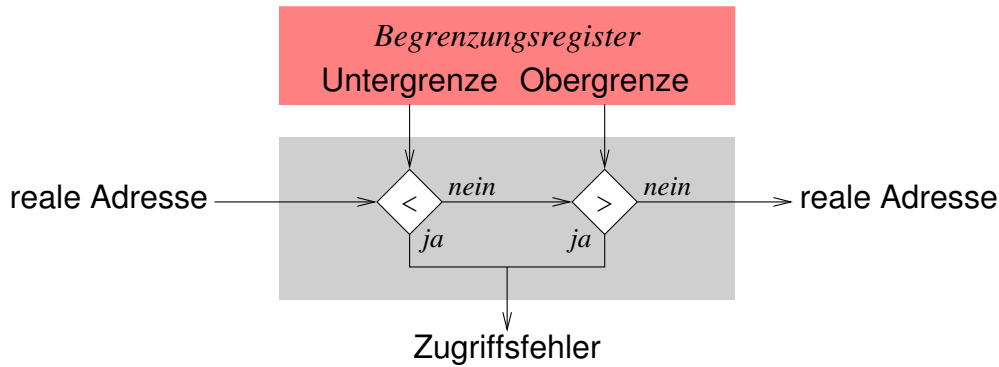 Begrenzungsregister
Untergrenze Obergrenze
reale Adresse < nein > nein reale Adresse
ja ja
Zugriffsfehler